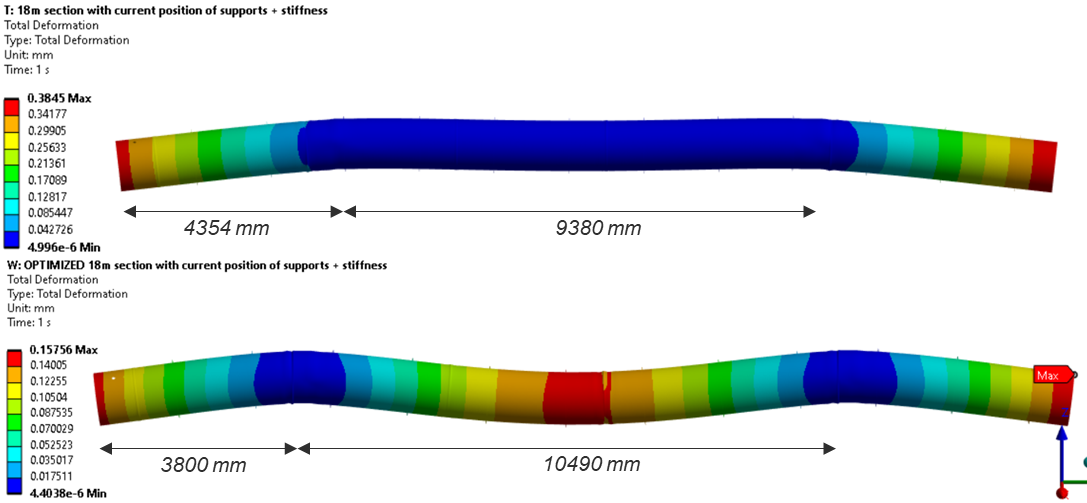 T: 18m section with current position of supports + stiffness
Total Deformation
Type: Total Deformation
Unit: mm
Time: 1 s
0.3845 Max
0.34177
0.29905
0.25633
0.21361
0.17089
0.12817
0.085447
0.042726
4.996e-6 Min
4354 mm
9380 mm
W: OPTIMIZED 18m section with current position of supports + stiffness
Total Deformation
Type: Total Deformation
Unit: mm
Time: 1 s
0.15756 Max
0.14005
0.12255
0.10504
0.087535
0.070029
0.052523
0.035017
0.017511
4.4038e-6 Min
Max
3800 mm
10490 mm